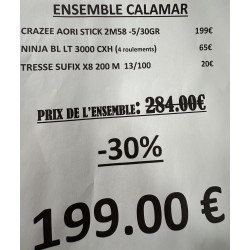 ENSEMBLE CALAMAR
CRAZEE AORI STICK 2M58 -5/30GR 199€
NINJA BL LT 3000 CXH (4 roulements) 65€
TRESSE SUFIX X8 200 M 13/100 20€
PRIX DE L'ENSEMBLE: 284.00€
-30%
199.00 €